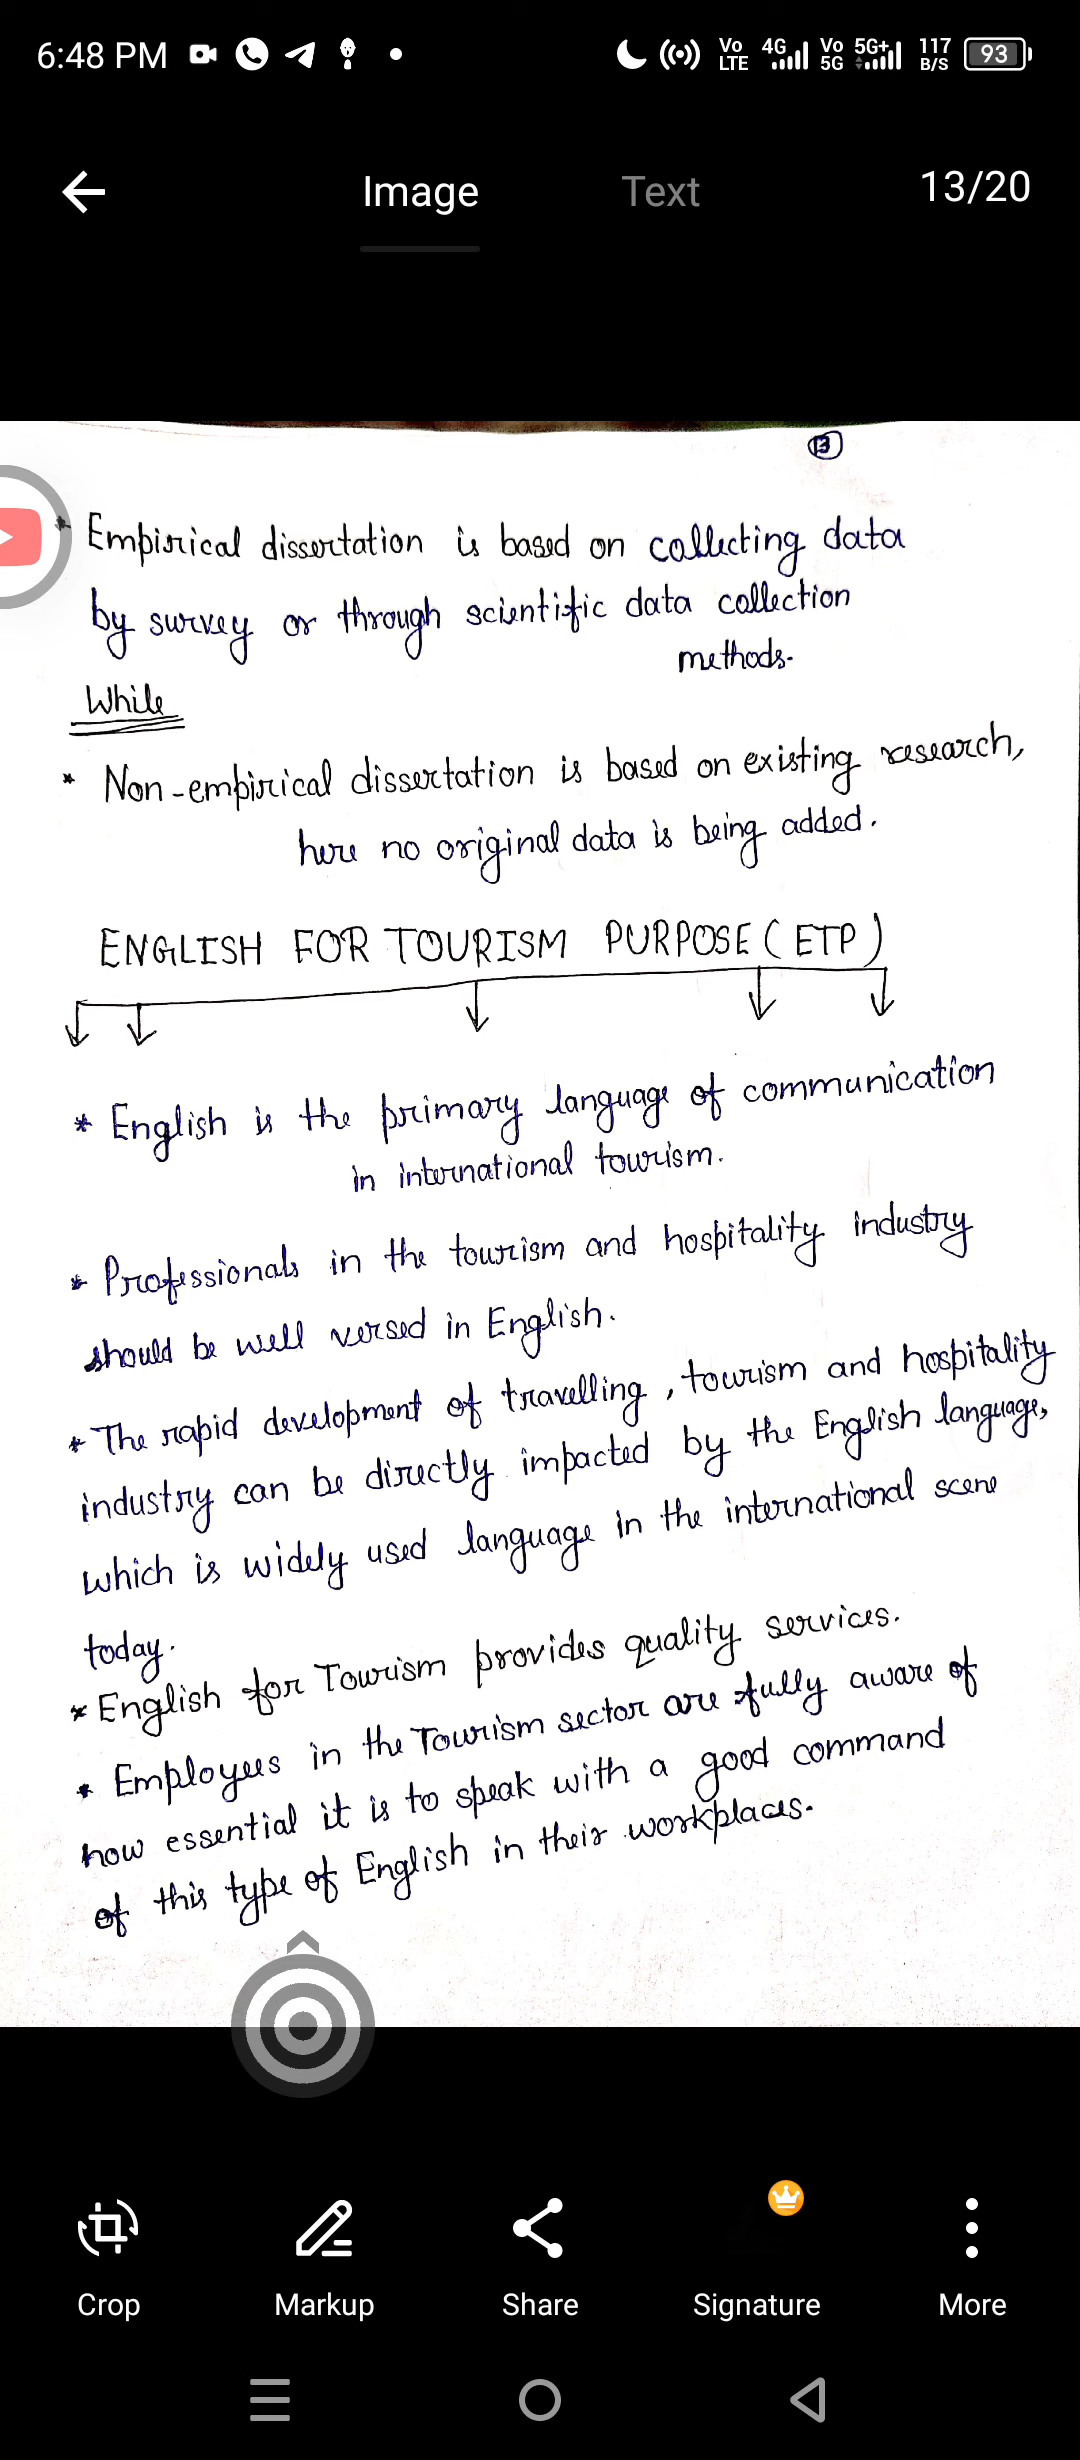 6:48 PM Vo LTE 4G Vo 5G 5G+ 117 B/S 93
Image Text 13/20
13
* Empirical dissertation is based on collecting data
by survey or through scientific data collection
methods.
While
* Non-empirical dissertation is based on existing research,
here no original data is being added.
ENGLISH FOR TOURISM PURPOSE (ETP)
* English is the primary language of communication
in international tourism.
* Professionals in the tourism and hospitality industry
should be well versed in English.
* The rapid development of travelling, tourism and hospitality
industry can be directly impacted by the English language,
which is widely used language in the international scene
today.
* English for Tourism provides quality services.
* Employees in the Tourism sector are fully aware of
how essential it is to speak with a good command
of this type of English in their workplaces.
Crop Markup Share Signature More